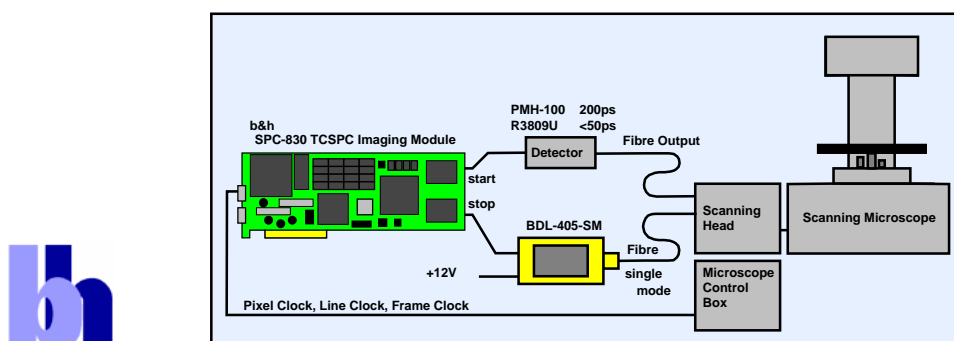 PMH-100 200ps
R3809U <50ps
b&h
SPC-830 TCSPC Imaging Module
Detector
Fibre Output
start
stop
BDL-405-SM
Scanning
Head
Scanning Microscope
+12V
Fibre
single
mode
Microscope
Control
Box
Pixel Clock, Line Clock, Frame Clock
bh